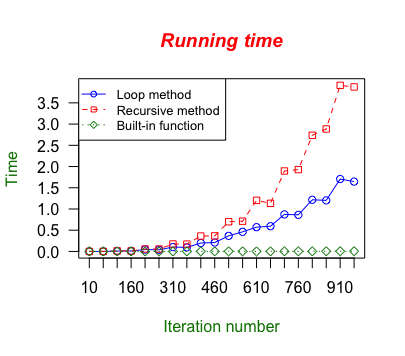 Running time
Loop method
Recursive method
Built-in function
Time
3.5
3.0
2.5
2.0
1.5
1.0
0.5
0.0
10 160 310 460 610 760 910
Iteration number